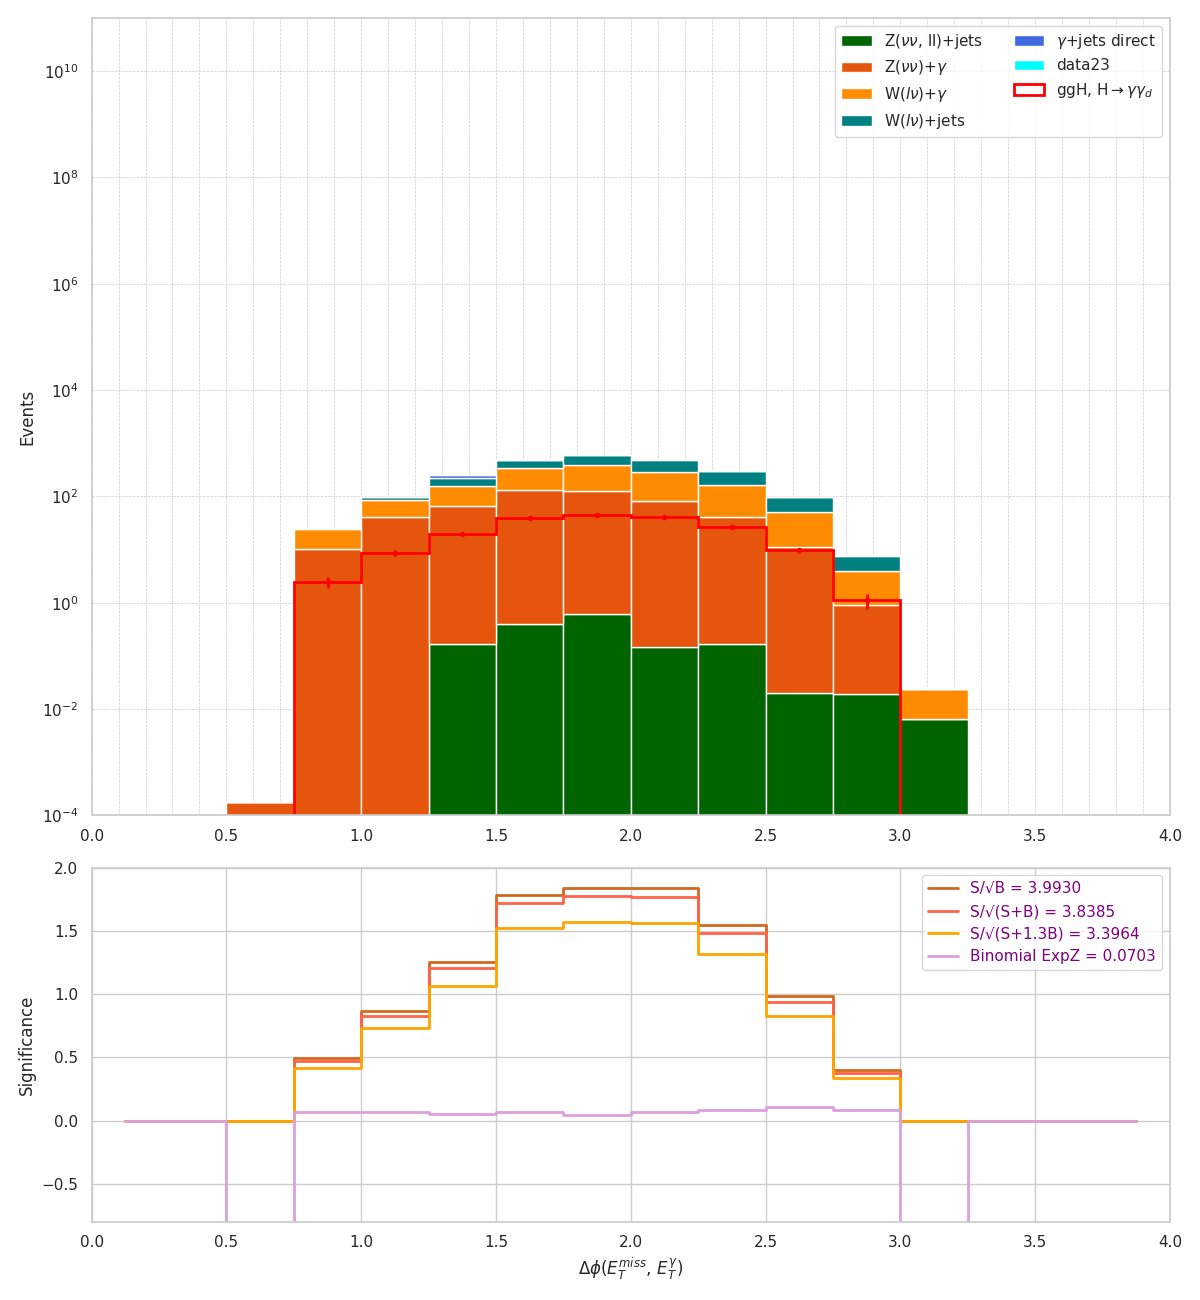 Z(νν, ll)+jets
Z(νν)+γ
W(lν)+γ
W(lν)+jets
γ+jets direct
data23
ggH, H→γγ_d
10^10
10^8
10^6
10^4
10^2
10^0
10^−2
10^−4
Events
0.0 0.5 1.0 1.5 2.0 2.5 3.0 3.5 4.0
S/√B = 3.9930
S/√(S+B) = 3.8385
S/√(S+1.3B) = 3.3964
Binomial ExpZ = 0.0703
2.0
1.5
1.0
0.5
0.0
−0.5
Significance
0.0 0.5 1.0 1.5 2.0 2.5 3.0 3.5 4.0
Δϕ(E_T^miss, E_T^γ)